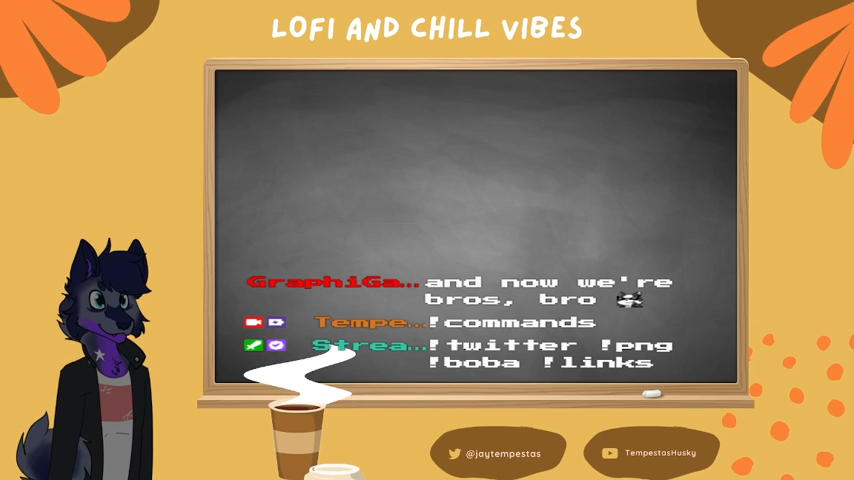 LOFI AND CHILL VIBES
GraphiGa... and now we're
bros, bro
Tempe... !commands
Strea... !twitter !png
!boba !links
@jaytempestas
TempestasHusky